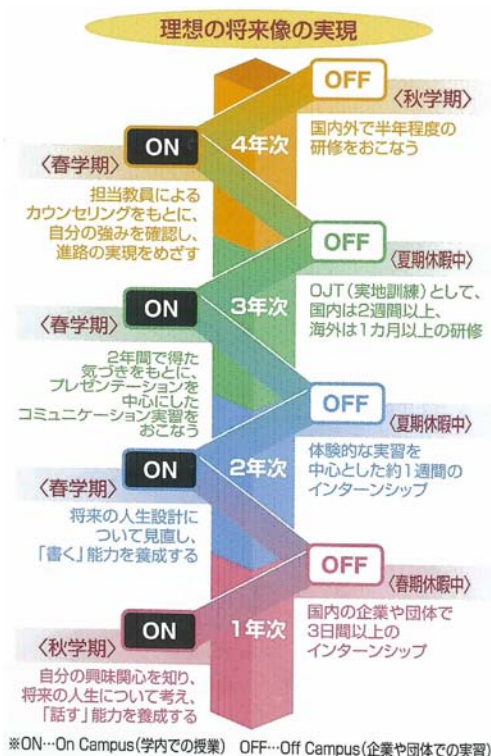 理想の将来像の実現
OFF
〈秋学期〉
国内外で半年程度の
研修をおこなう
4年次
ON
〈春学期〉
担当教員による
カウンセリングをもとに、
自分の強みを確認し、
進路の実現をめざす
OFF
〈夏期休暇中〉
OJT(実地訓練)として、
国内は2週間以上、
海外は1カ月以上の研修
3年次
ON
〈春学期〉
2年間で得た
気づきをもとに、
プレゼンテーションを
中心にした
コミュニケーション実習を
おこなう
OFF
〈夏期休暇中〉
体験的な実習を
中心とした約1週間の
インターンシップ
2年次
ON
〈春学期〉
将来の人生設計に
ついて見直し、
「書く」能力を養成する
OFF
〈春期休暇中〉
国内の企業や団体で
3日間以上の
インターンシップ
1年次
ON
〈秋学期〉
自分の興味関心を知り、
将来の人生について考え、
「話す」能力を養成する
※ON…On Campus(学内での授業) OFF…Off Campus(企業や団体での実習)